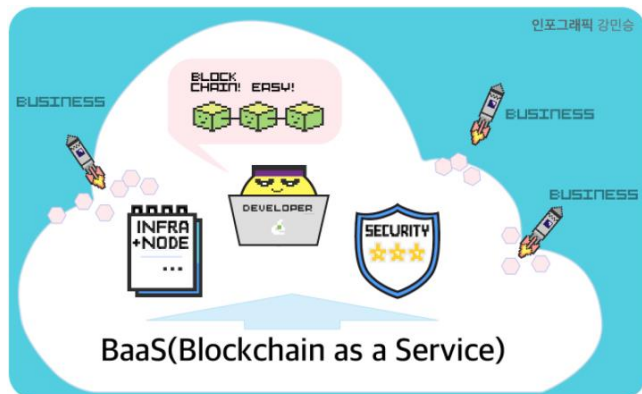 인포그래픽 강민승
BLOCK
CHAIN! EASY!
BUSINESS
BUSINESS
BUSINESS
DEVELOPER
INFRA
+NODE
...
SECURITY
BaaS(Blockchain as a Service)